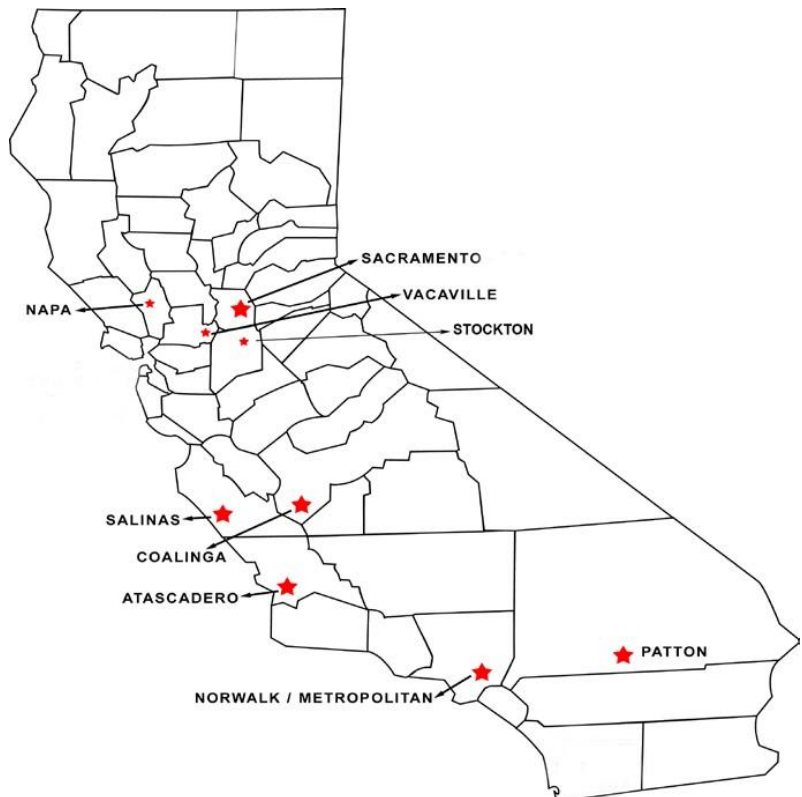 SACRAMENTO
VACAVILLE
NAPA
STOCKTON
SALINAS
COALINGA
ATASCADERO
PATTON
NORWALK / METROPOLITAN